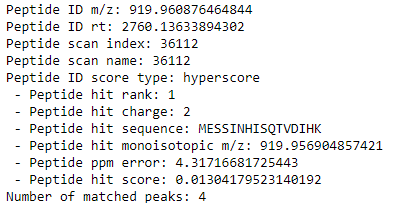 Peptide ID m/z: 919.960876464844
Peptide ID rt: 2760.13633894302
Peptide scan index: 36112
Peptide scan name: 36112
Peptide ID score type: hyperscore
 - Peptide hit rank: 1
 - Peptide hit charge: 2
 - Peptide hit sequence: MESSINHISQTVDIHK
 - Peptide hit monoisotopic m/z: 919.956904857421
 - Peptide ppm error: 4.31716681725443
 - Peptide hit score: 0.01304179523140192
Number of matched peaks: 4